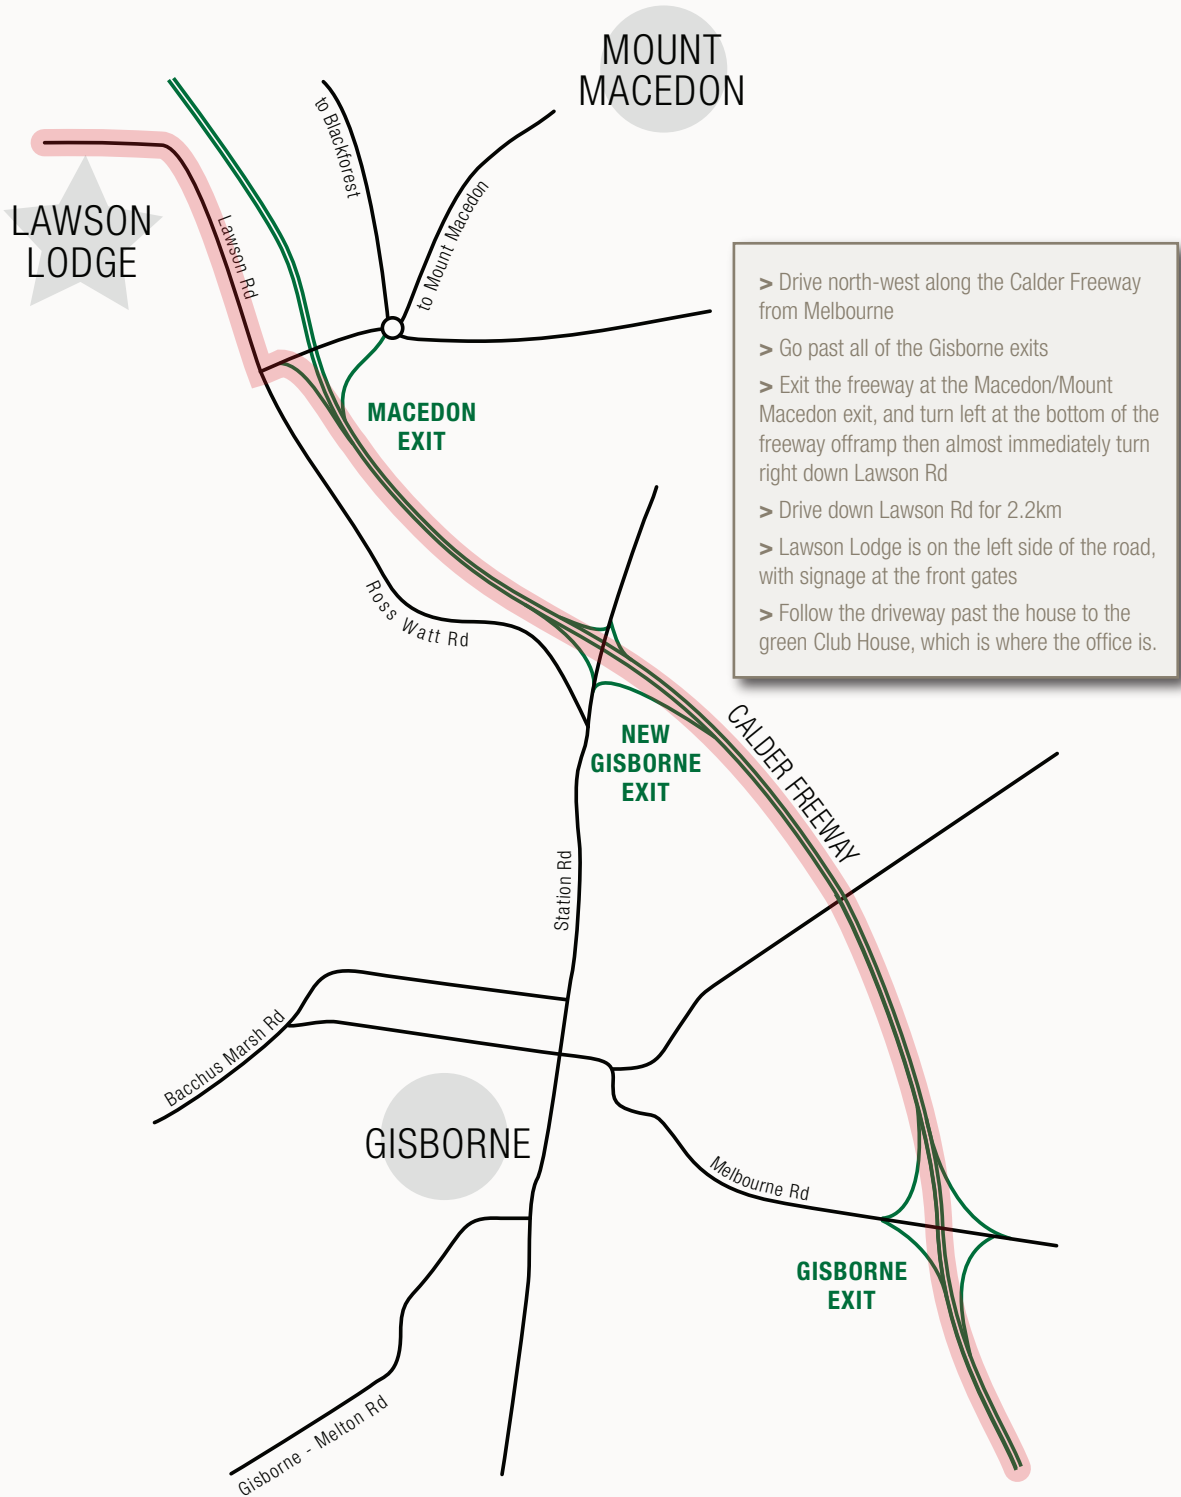 MOUNT
MACEDON
to Blackforest
to Mount Macedon
LAWSON
LODGE
Lawson Rd
> Drive north-west along the Calder Freeway
from Melbourne
> Go past all of the Gisborne exits
> Exit the freeway at the Macedon/Mount
Macedon exit, and turn left at the bottom of the
freeway offramp then almost immediately turn
right down Lawson Rd
> Drive down Lawson Rd for 2.2km
> Lawson Lodge is on the left side of the road,
with signage at the front gates
> Follow the driveway past the house to the
green Club House, which is where the office is.
MACEDON
EXIT
Ross Watt Rd
NEW
GISBORNE
EXIT
CALDER FREEWAY
Station Rd
Bacchus Marsh Rd
GISBORNE
Melbourne Rd
GISBORNE
EXIT
Gisborne - Melton Rd